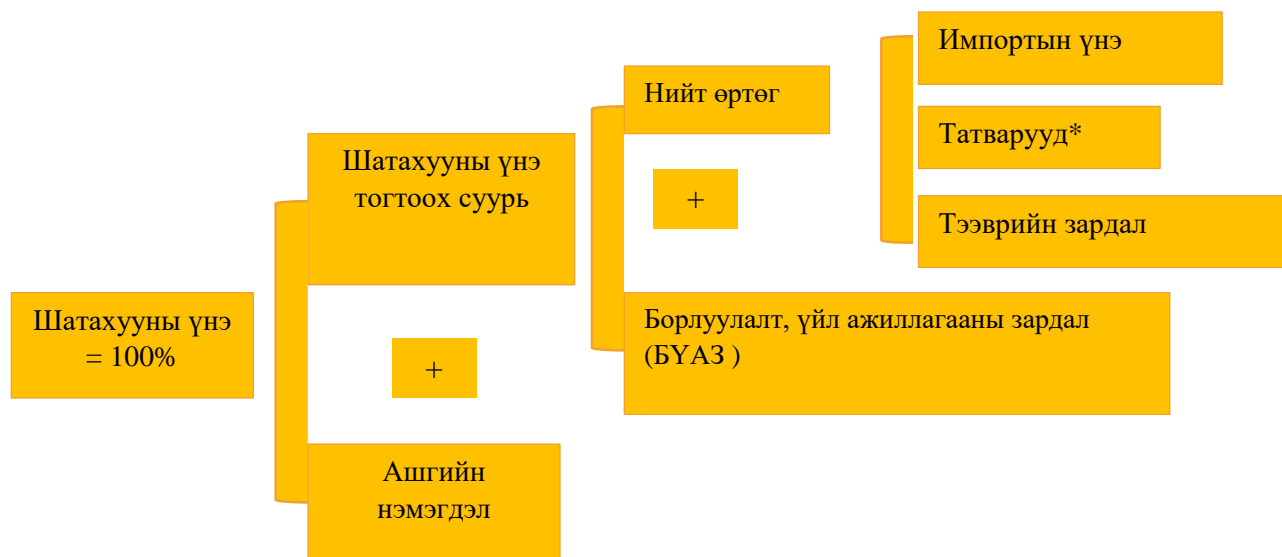 Шатахууны үнэ
= 100%
Шатахууны үнэ
тогтоох суурь
+
Ашгийн
нэмэгдэл
Нийт өртөг
+
Борлуулалт, үйл ажиллагааны зардал
(БҮАЗ )
Импортын үнэ
Татварууд*
Тээврийн зардал